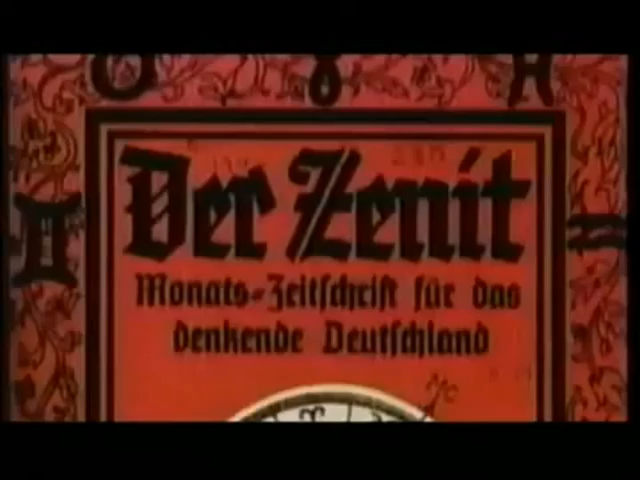 Der Zenit
Monats-Zeitschrift für das
denkende Deutschland